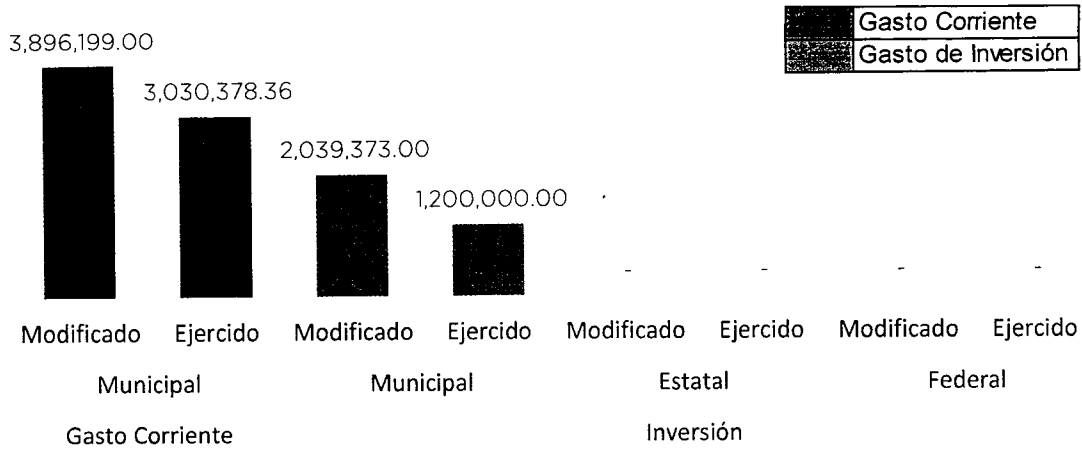 Gasto Corriente
Gasto de Inversión
3,896,199.00
3,030,378.36
2,039,373.00
1,200,000.00
- - - -
Modificado Ejercido Modificado Ejercido Modificado Ejercido Modificado Ejercido
Municipal Municipal Estatal Federal
Gasto Corriente Inversión